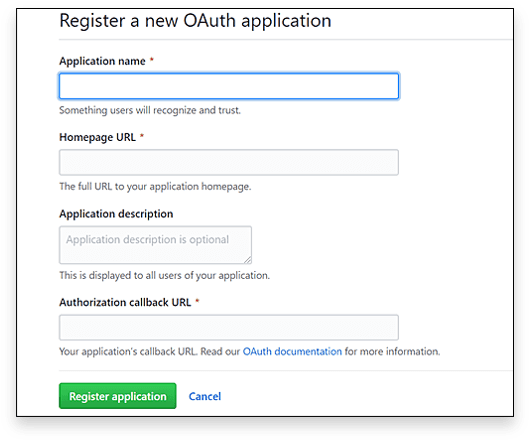 Register a new OAuth application
Application name *
Something users will recognize and trust.
Homepage URL *
The full URL to your application homepage.
Application description
Application description is optional
This is displayed to all users of your application.
Authorization callback URL *
Your application's callback URL. Read our OAuth documentation for more information.
Register application Cancel